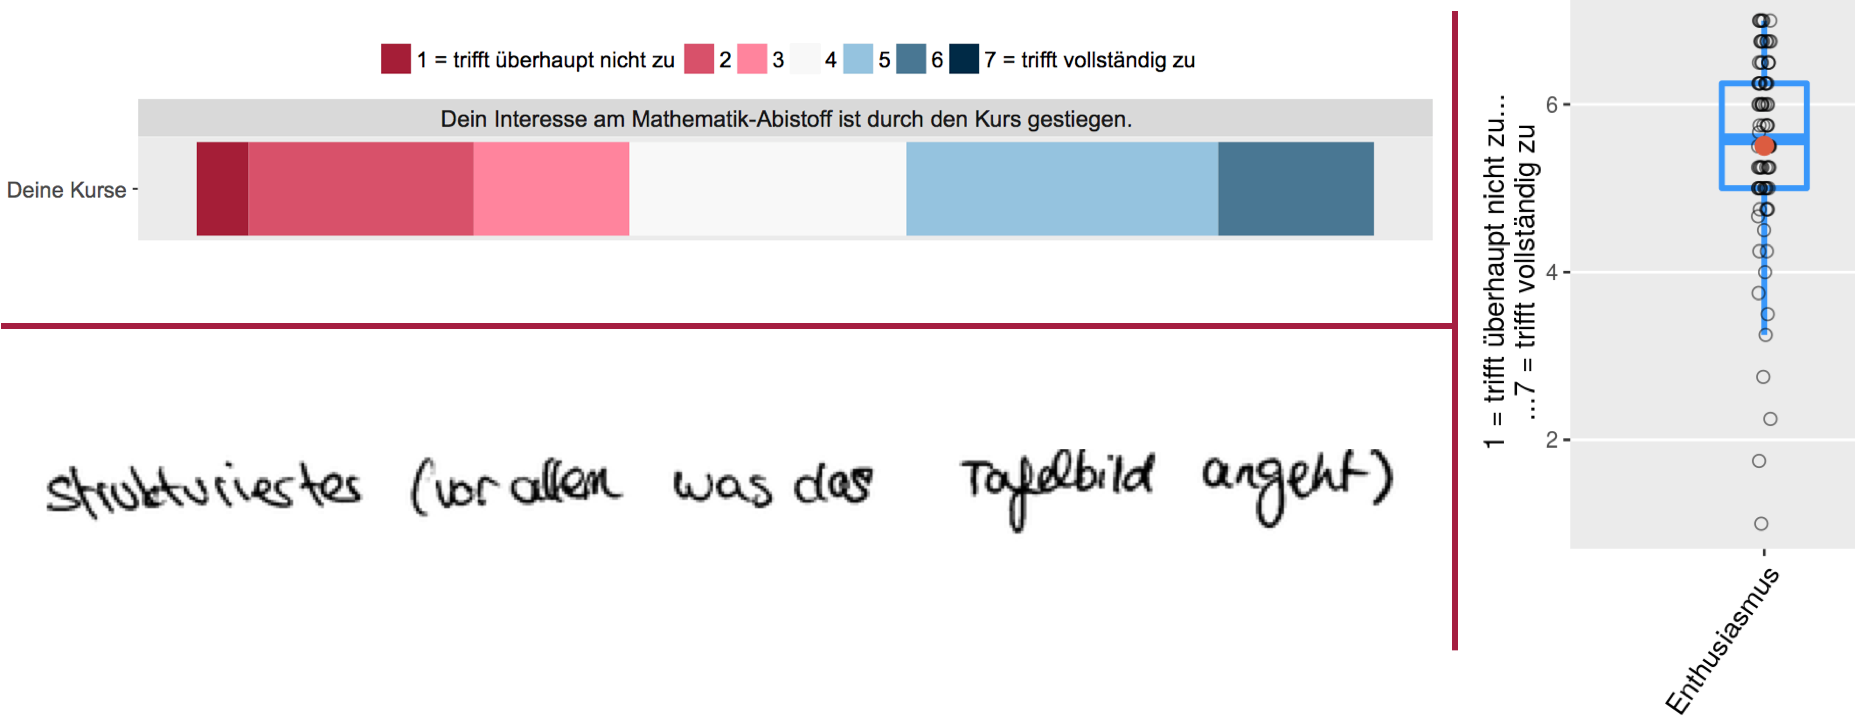 1 = trifft überhaupt nicht zu 2 3 4 5 6 7 = trifft vollständig zu
Dein Interesse am Mathematik-Abistoff ist durch den Kurs gestiegen.
Deine Kurse
strukturiertes (vor allem was das Tafelbild angeht)
1 = trifft überhaupt nicht zu...
...7 = trifft vollständig zu
6
4
2
Enthusiasmus